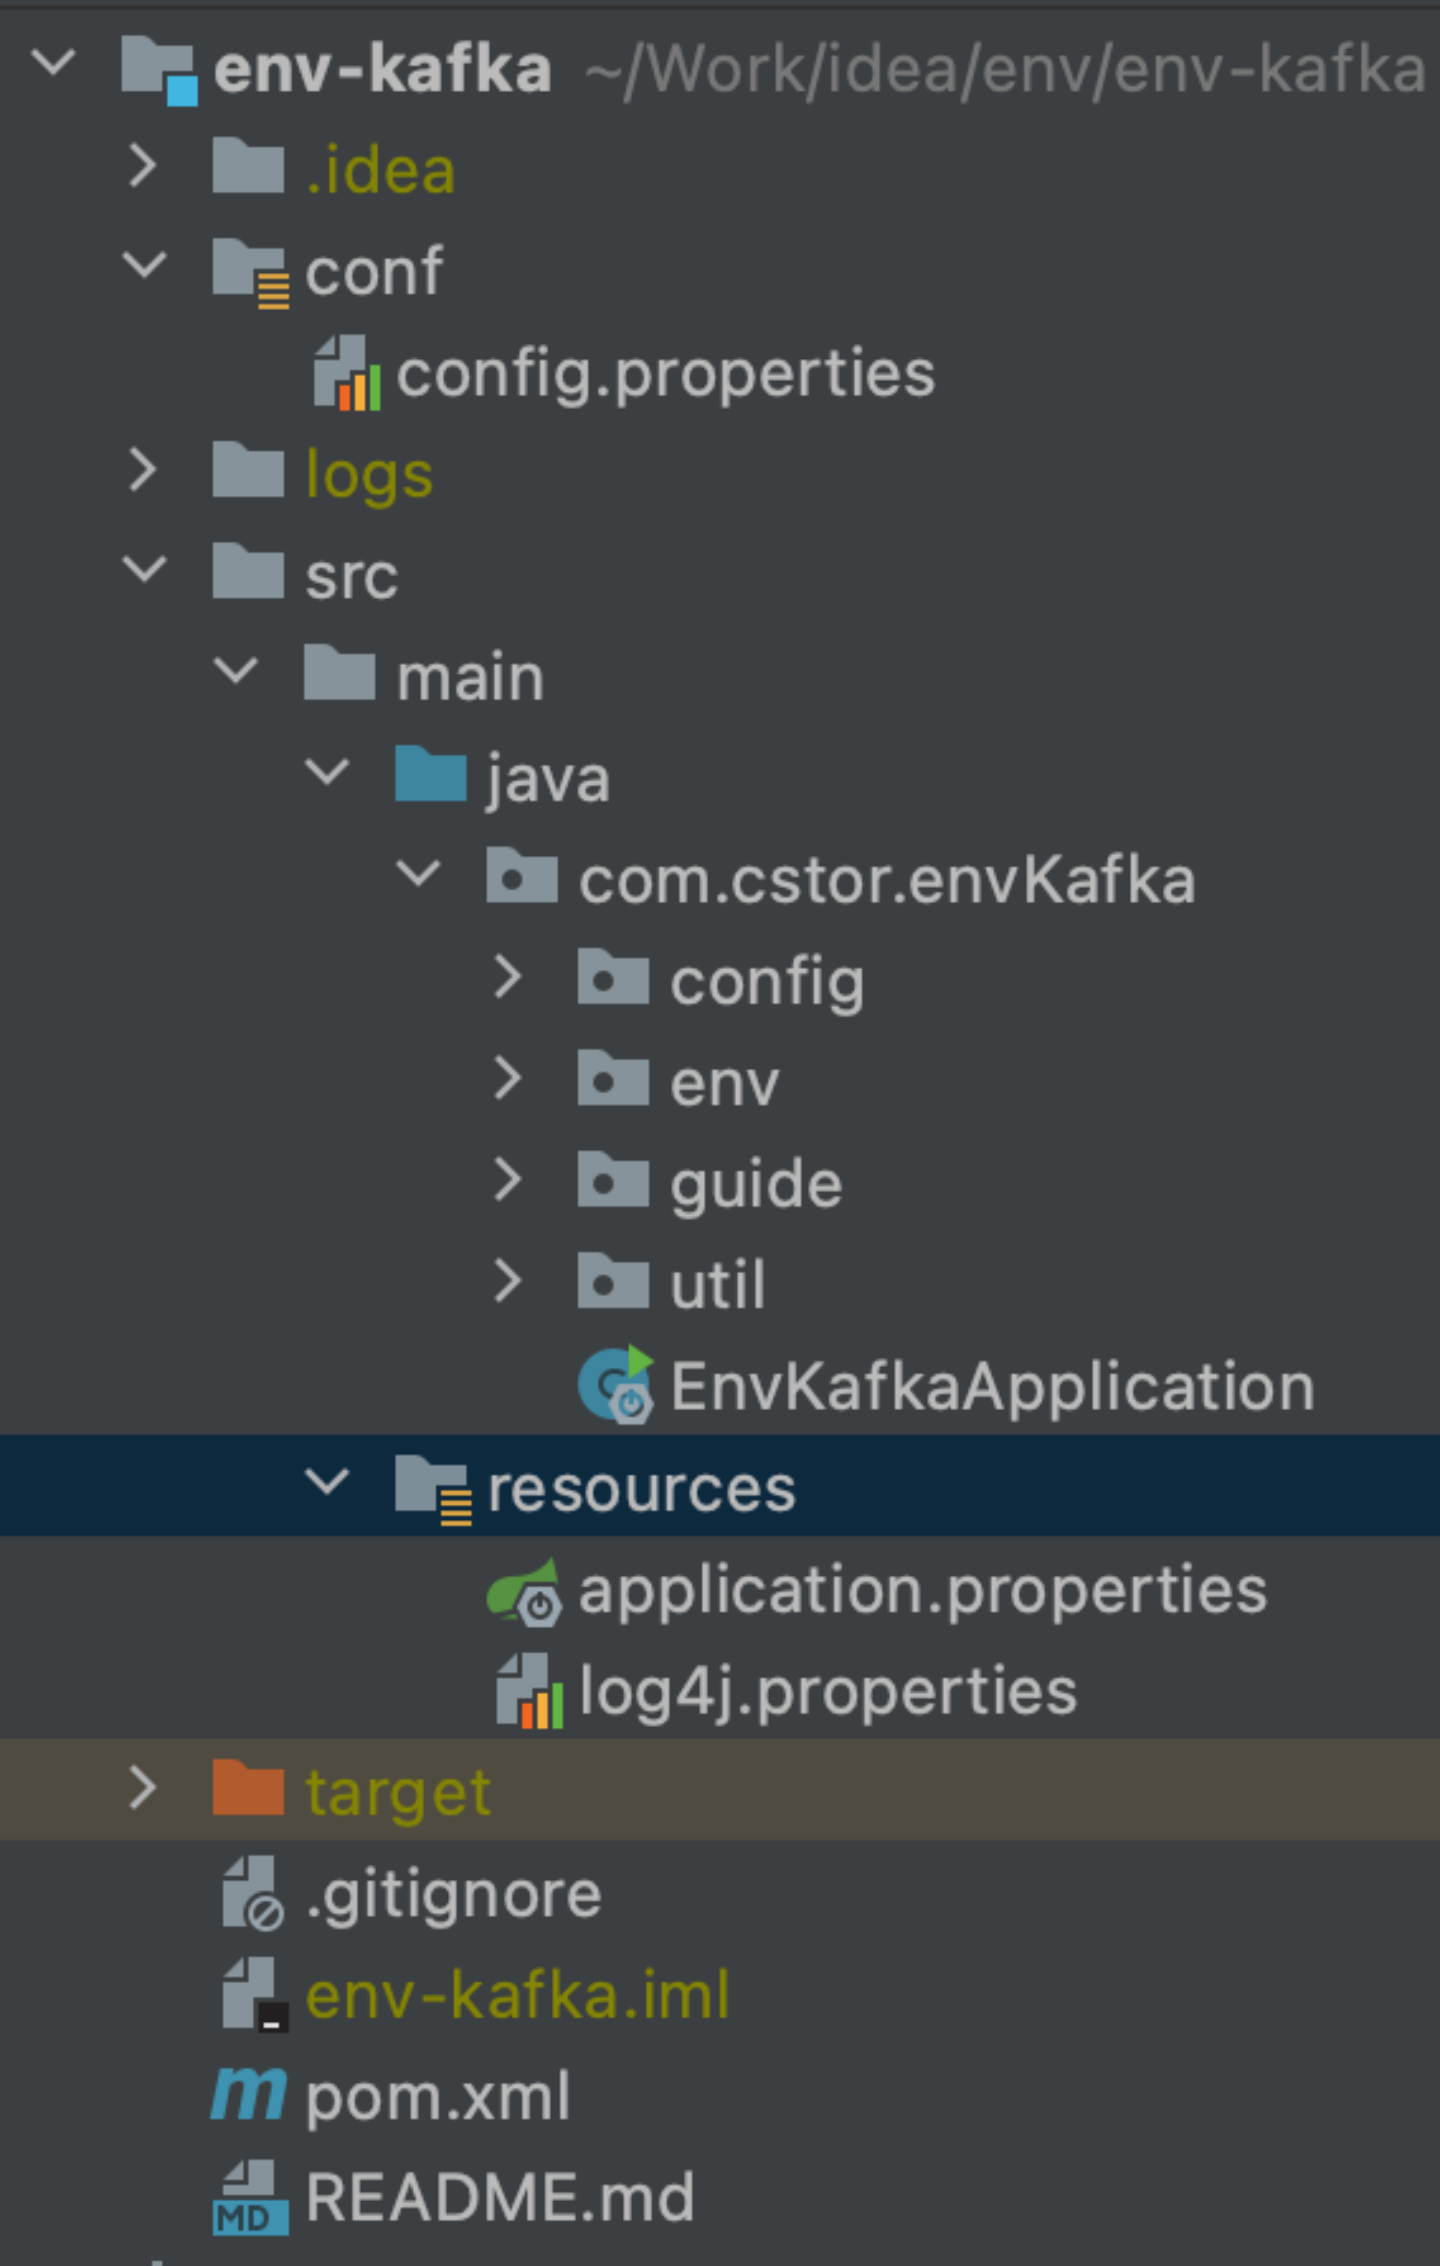 env-kafka ~/Work/idea/env/env-kafka
.idea
conf
config.properties
logs
src
main
java
com.cstor.envKafka
config
env
guide
util
EnvKafkaApplication
resources
application.properties
log4j.properties
target
.gitignore
env-kafka.iml
pom.xml
README.md